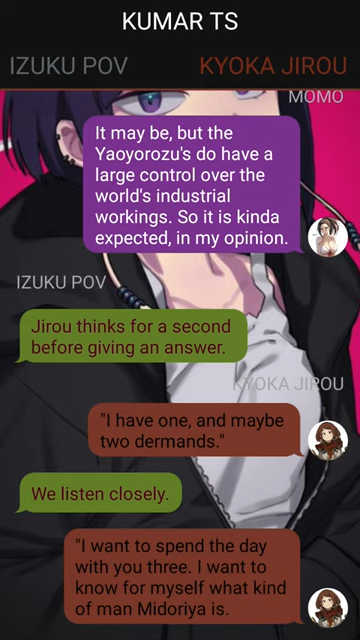 KUMAR TS
IZUKU POV
KYOKA JIROU
MOMO
It may be, but the
Yaoyorozu's do have a
large control over the
world's industrial
workings. So it is kinda
expected, in my opinion.
IZUKU POV
Jirou thinks for a second
before giving an answer.
KYOKA JIROU
"I have one, and maybe
two dermands."
We listen closely.
"I want to spend the day
with you three. I want to
know for myself what kind
of man Midoriya is.